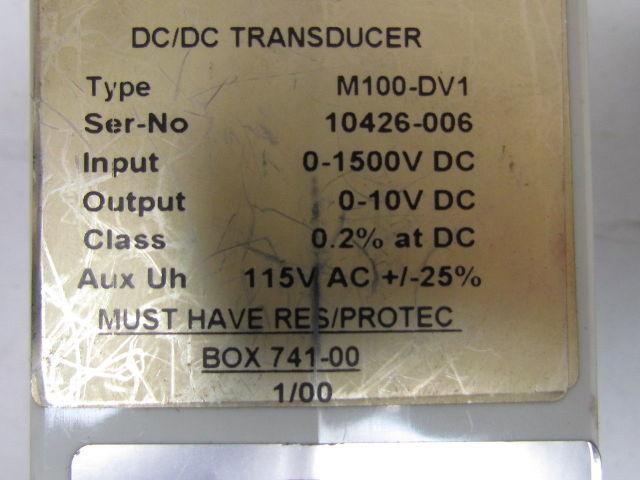 DC/DC TRANSDUCER
Type M100-DV1
Ser-No 10426-006
Input 0-1500V DC
Output 0-10V DC
Class 0.2% at DC
Aux Uh 115V AC +/-25%
MUST HAVE RES/PROTEC
BOX 741-00
1/00